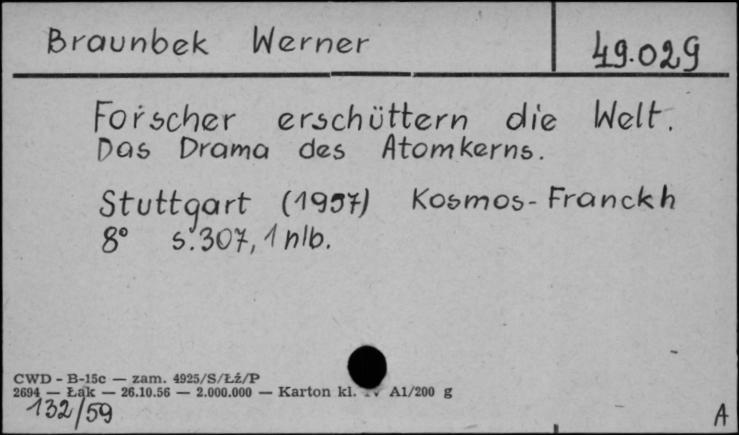 Braunbek Werner
49.029
Forscher erschüttern die Welt.
Das Drama des Atomkerns.
Stuttgart (1957) Kosmos-Franckh
8° s.307, 1 nlb.
CWD - B-15c — zam. 4925/S/Łż/P
2694 — Łąk — 26.10.56 — 2.000.000 — Karton kl. IV A1/200 g
132/59
A